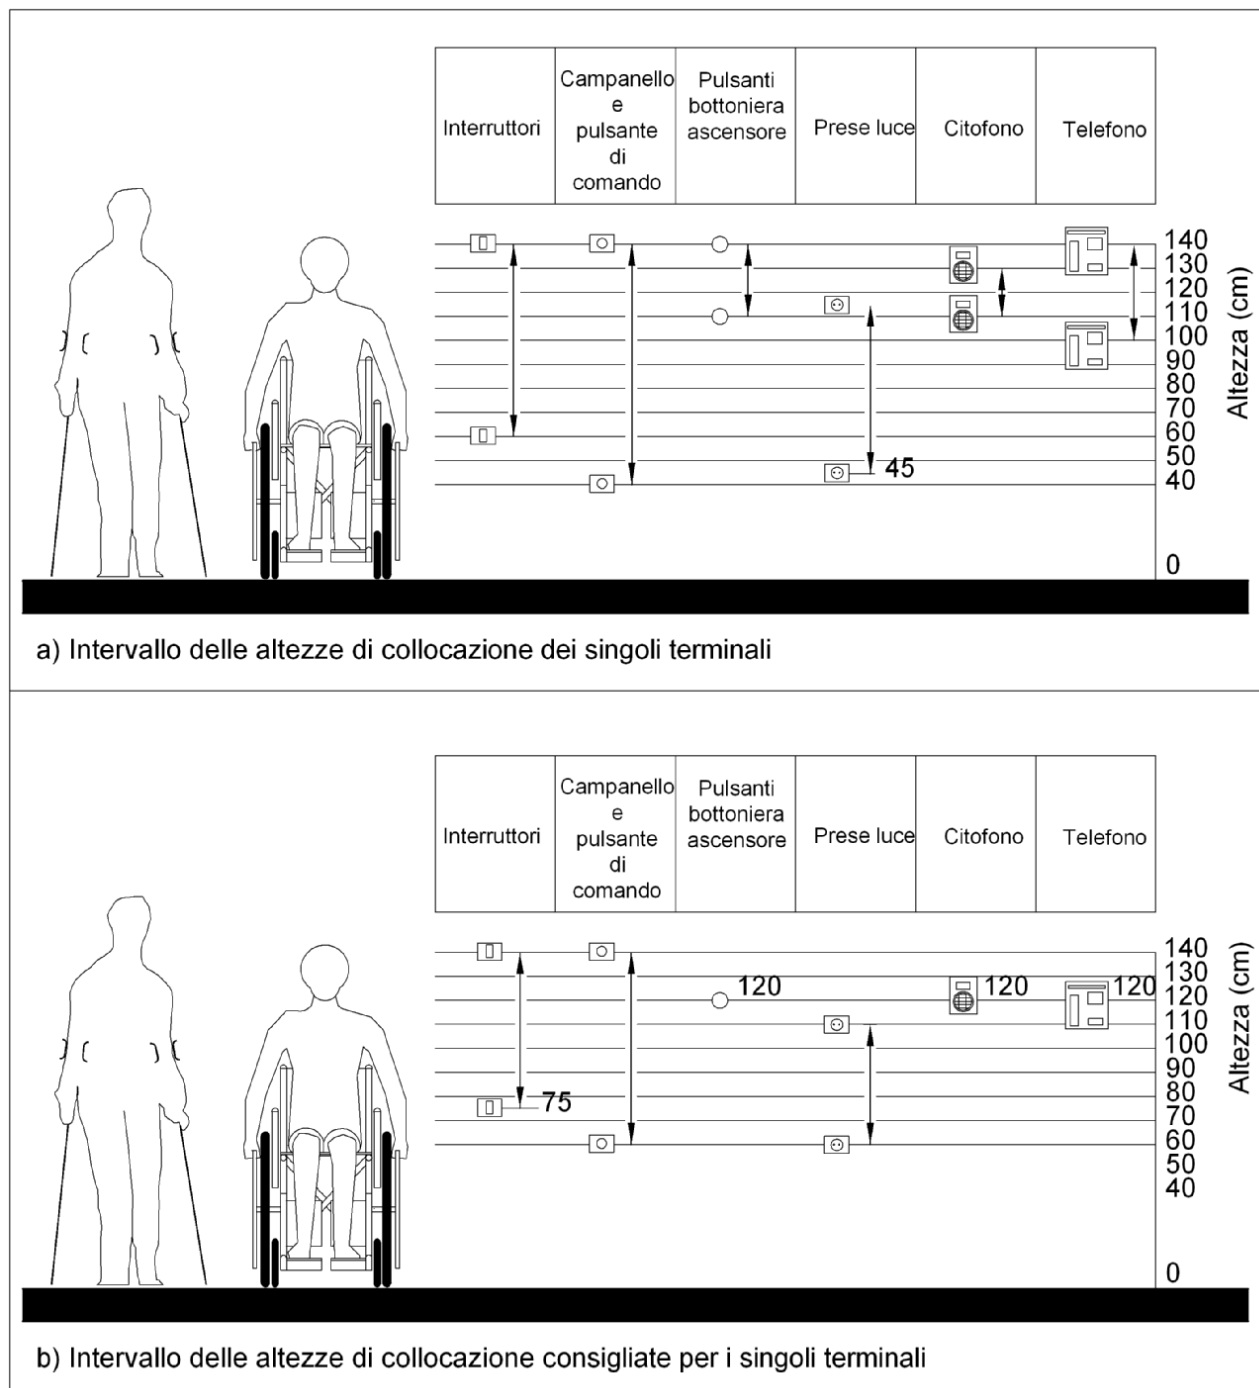 Interruttori
Campanello
e
pulsante
di
comando
Pulsanti
bottoniera
ascensore
Prese luce
Citofono
Telefono
140
130
120
110
100
90
80
70
60
50
40
0
45
Altezza (cm)
a) Intervallo delle altezze di collocazione dei singoli terminali
Interruttori
Campanello
e
pulsante
di
comando
Pulsanti
bottoniera
ascensore
Prese luce
Citofono
Telefono
120
120
120
75
140
130
120
110
100
90
80
70
60
50
40
0
Altezza (cm)
b) Intervallo delle altezze di collocazione consigliate per i singoli terminali